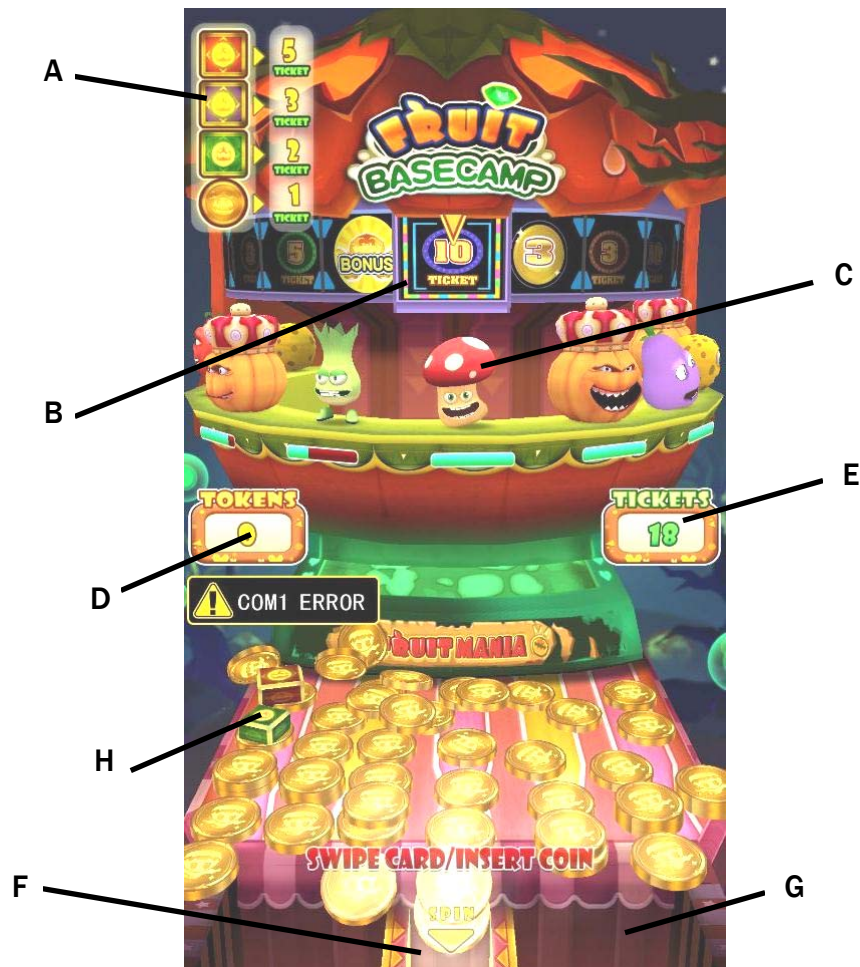 A
5
TICKET
3
TICKET
2
TICKET
1
TICKET
FRUIT
BASECAMP
5
TICKET
BONUS
10
TICKET
3
3
TICKET
C
B
TOKENS
0
TICKETS
18
E
D
COM1 ERROR
FRUIT MANIA
H
SWIPE CARD/INSERT COIN
SPIN
F
G